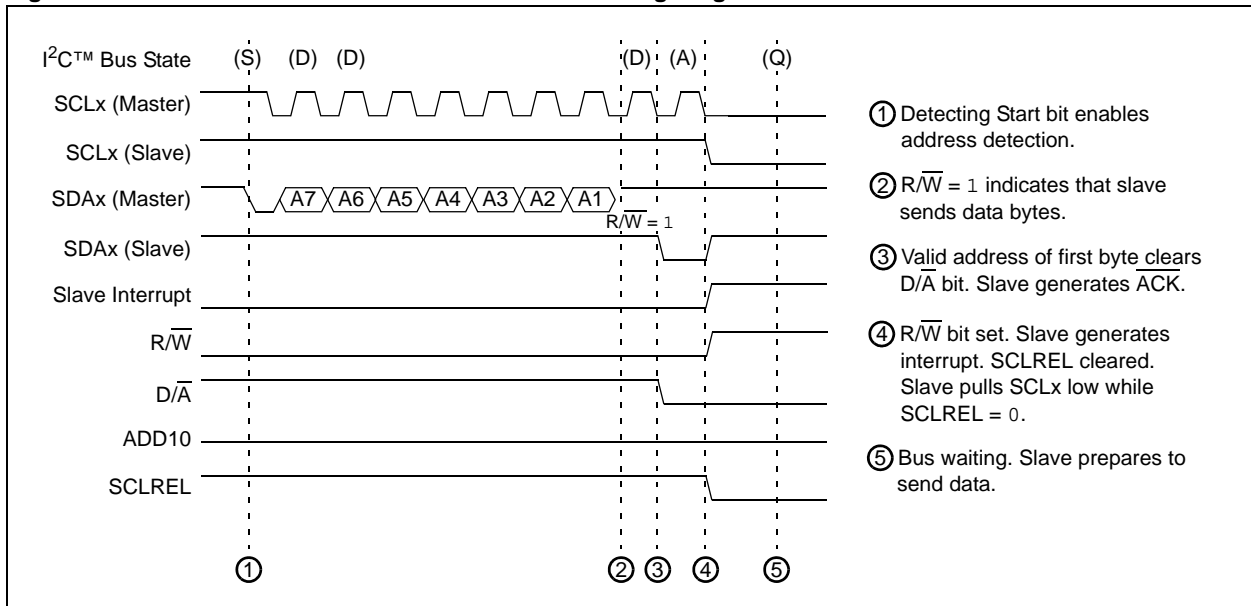 I2C™ Bus State (S) (D) (D) (D) (A) (Q)
SCLx (Master)
SCLx (Slave)
SDAx (Master) A7 A6 A5 A4 A3 A2 A1
R/W̅ = 1
SDAx (Slave)
Slave Interrupt
R/W̅
D/A̅
ADD10
SCLREL
1 2 3 4 5
1 Detecting Start bit enables
address detection.
2 R/W̅ = 1 indicates that slave
sends data bytes.
3 Valid address of first byte clears
D/A̅ bit. Slave generates A̅C̅K̅.
4 R/W̅ bit set. Slave generates
interrupt. SCLREL cleared.
Slave pulls SCLx low while
SCLREL = 0.
5 Bus waiting. Slave prepares to
send data.